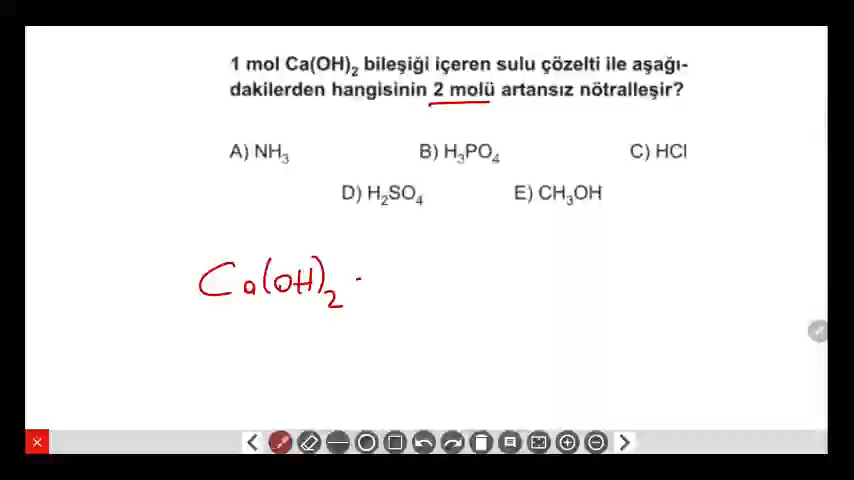 1 mol Ca(OH)₂ bileşiği içeren sulu çözelti ile aşağı-
dakilerden hangisinin 2 molü artansız nötralleşir?
A) NH₃ B) H₃PO₄ C) HCl
D) H₂SO₄ E) CH₃OH
Ca(OH)₂